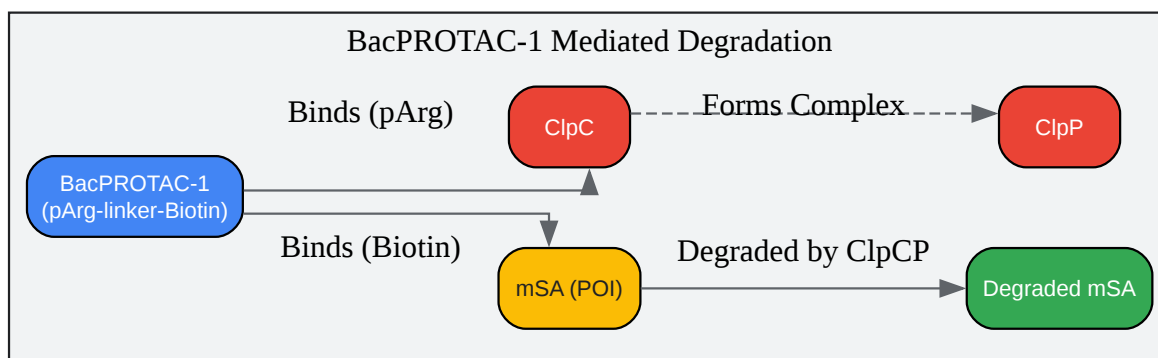 BacPROTAC-1 Mediated Degradation
Binds (pArg)
ClpC
Forms Complex
ClpP
BacPROTAC-1
(pArg-linker-Biotin)
Binds (Biotin)
mSA (POI)
Degraded by ClpCP
Degraded mSA